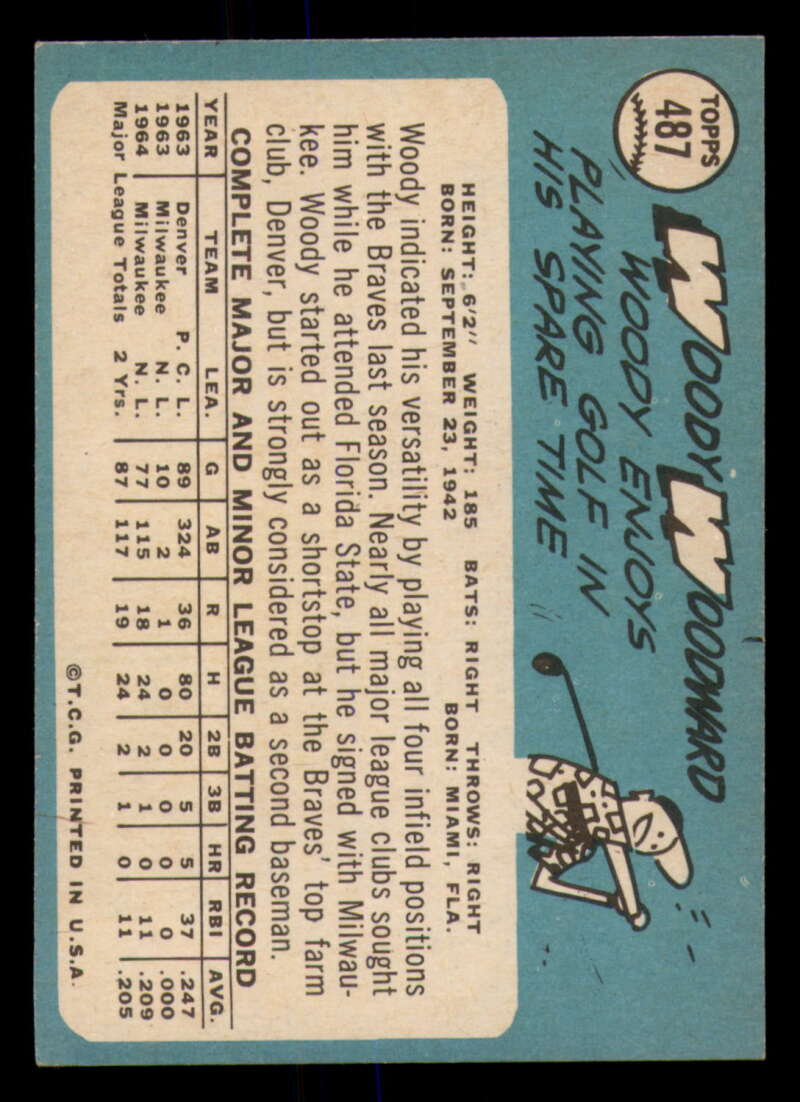 TOPPS
487
WOODY WOODWARD
WOODY ENJOYS
PLAYING GOLF IN
HIS SPARE TIME
HEIGHT: 6'2" WEIGHT: 185 BATS: RIGHT THROWS: RIGHT
BORN: SEPTEMBER 23, 1942 BORN: MIAMI, FLA.
Woody indicated his versatility by playing all four infield positions
with the Braves last season. Nearly all major league clubs sought
him while he attended Florida State, but he signed with Milwau-
kee. Woody started out as a shortstop at the Braves' top farm
club, Denver, but is strongly considered as a second baseman.
COMPLETE MAJOR AND MINOR LEAGUE BATTING RECORD
YEAR TEAM LEA. G AB R H 2B 3B HR RBI AVG.
1963 Denver P. C. L. 89 324 36 80 20 5 5 37 .247
1963 Milwaukee N. L. 10 2 1 0 0 0 0 0 .000
1964 Milwaukee N. L. 77 115 18 24 2 1 0 11 .209
Major League Totals 2 Yrs. 87 117 19 24 2 1 0 11 .205
©T.C.G. PRINTED IN U.S.A.